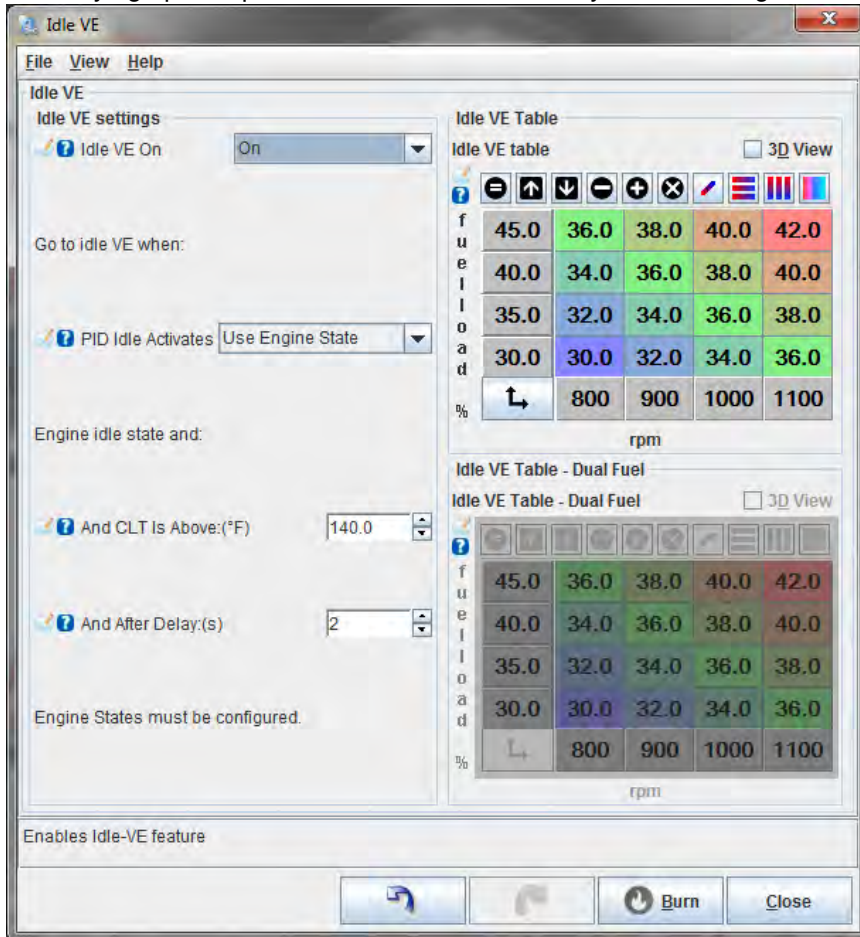 Idle VE
File View Help
Idle VE
Idle VE settings
Idle VE On On
Go to idle VE when:
PID Idle Activates Use Engine State
Engine idle state and:
And CLT Is Above:(°F) 140.0
And After Delay:(s) 2
Engine States must be configured.
Idle VE Table
Idle VE table 3D View
fuelload %
45.0 36.0 38.0 40.0 42.0
40.0 34.0 36.0 38.0 40.0
35.0 32.0 34.0 36.0 38.0
30.0 30.0 32.0 34.0 36.0
800 900 1000 1100
rpm
Idle VE Table - Dual Fuel
Idle VE Table - Dual Fuel 3D View
fuelload %
45.0 36.0 38.0 40.0 42.0
40.0 34.0 36.0 38.0 40.0
35.0 32.0 34.0 36.0 38.0
30.0 30.0 32.0 34.0 36.0
800 900 1000 1100
rpm
Enables Idle-VE feature
Burn Close